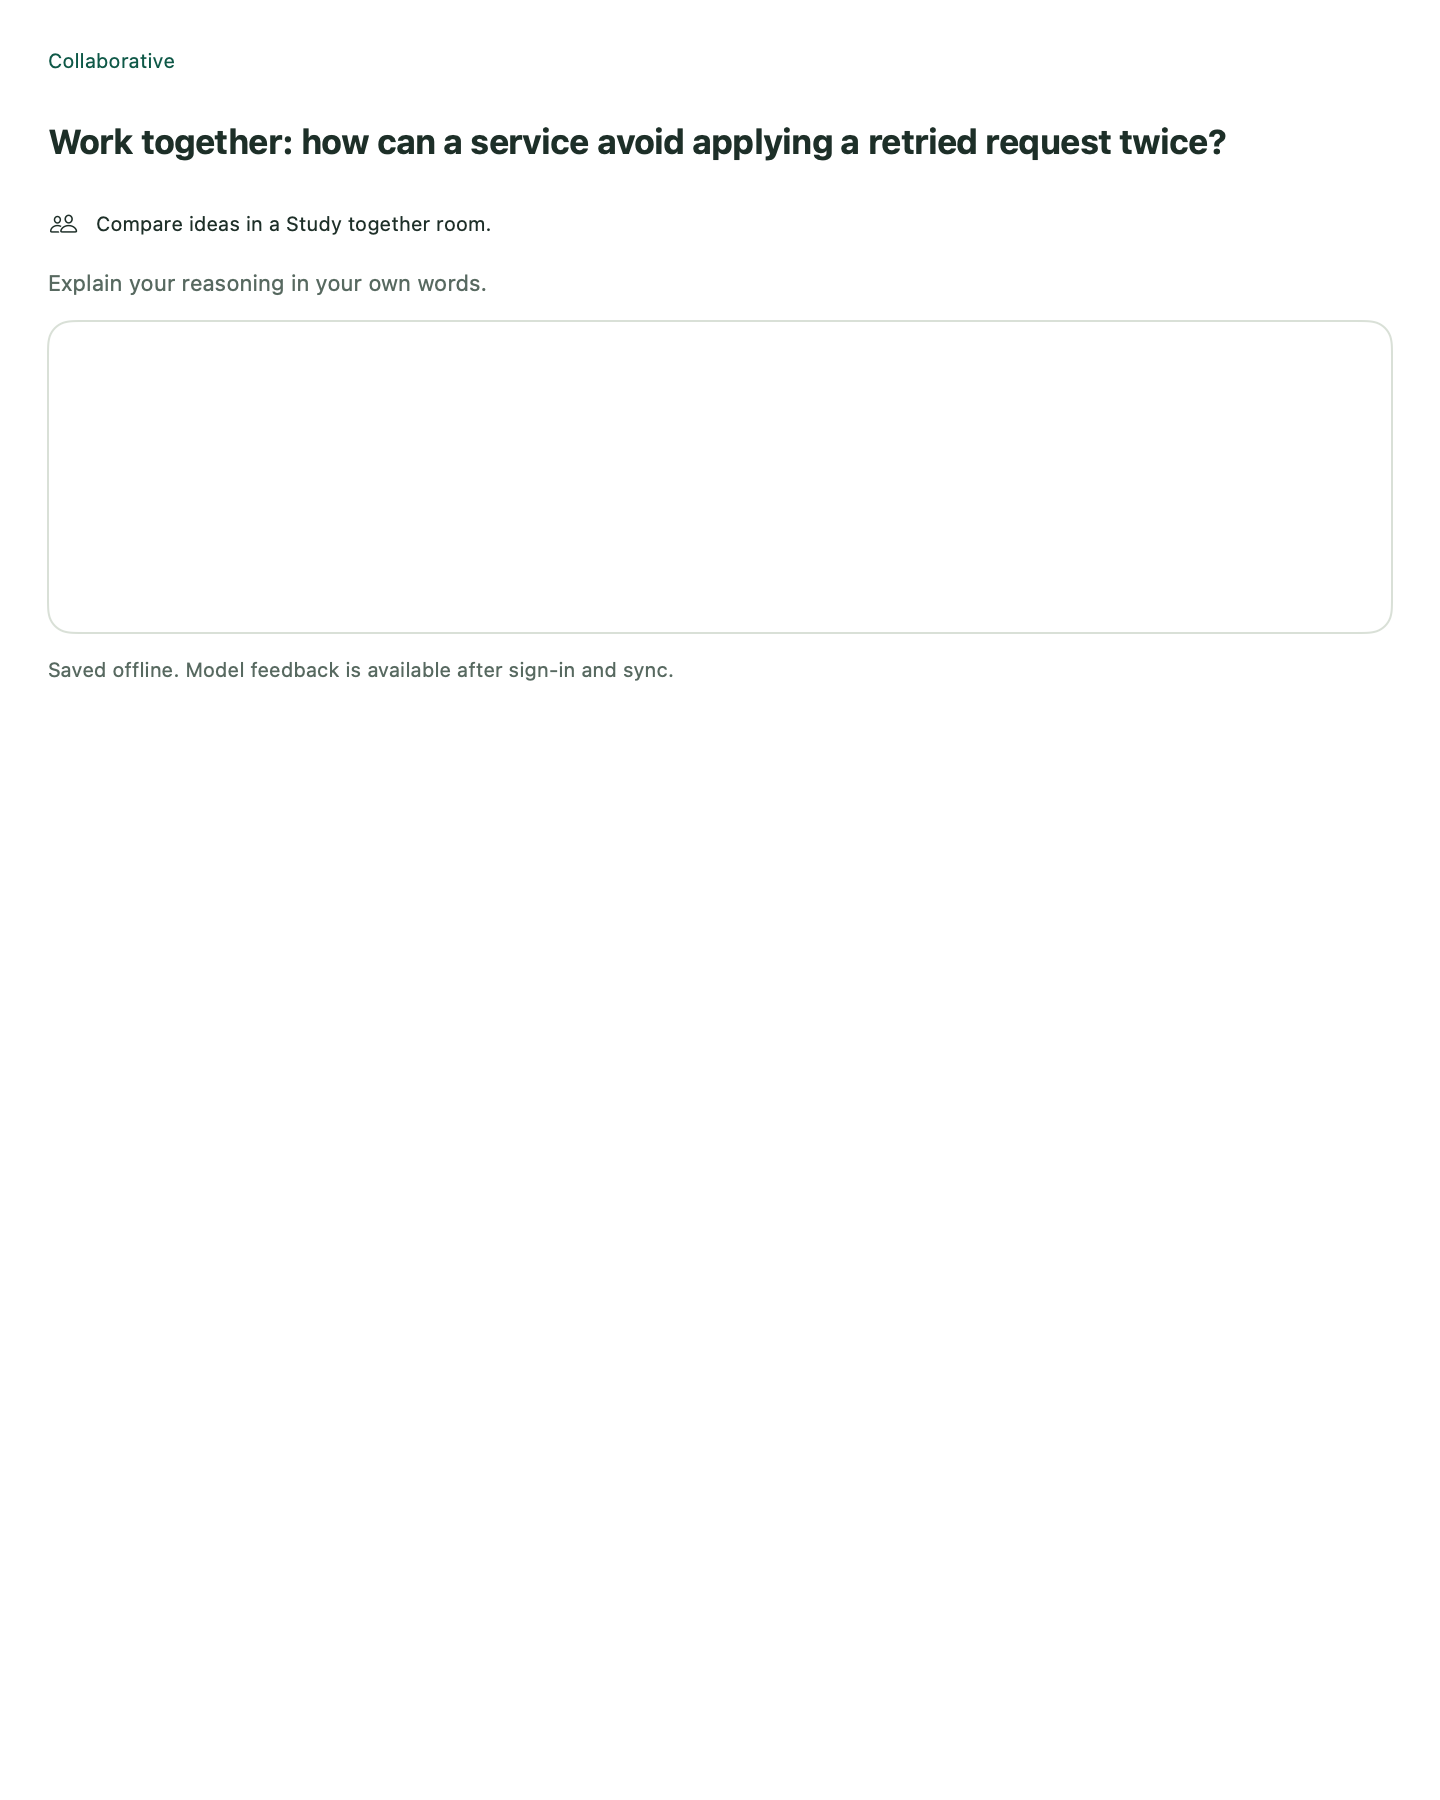 Collaborative
Work together: how can a service avoid applying a retried request twice?
Compare ideas in a Study together room.
Explain your reasoning in your own words.
Saved offline. Model feedback is available after sign-in and sync.